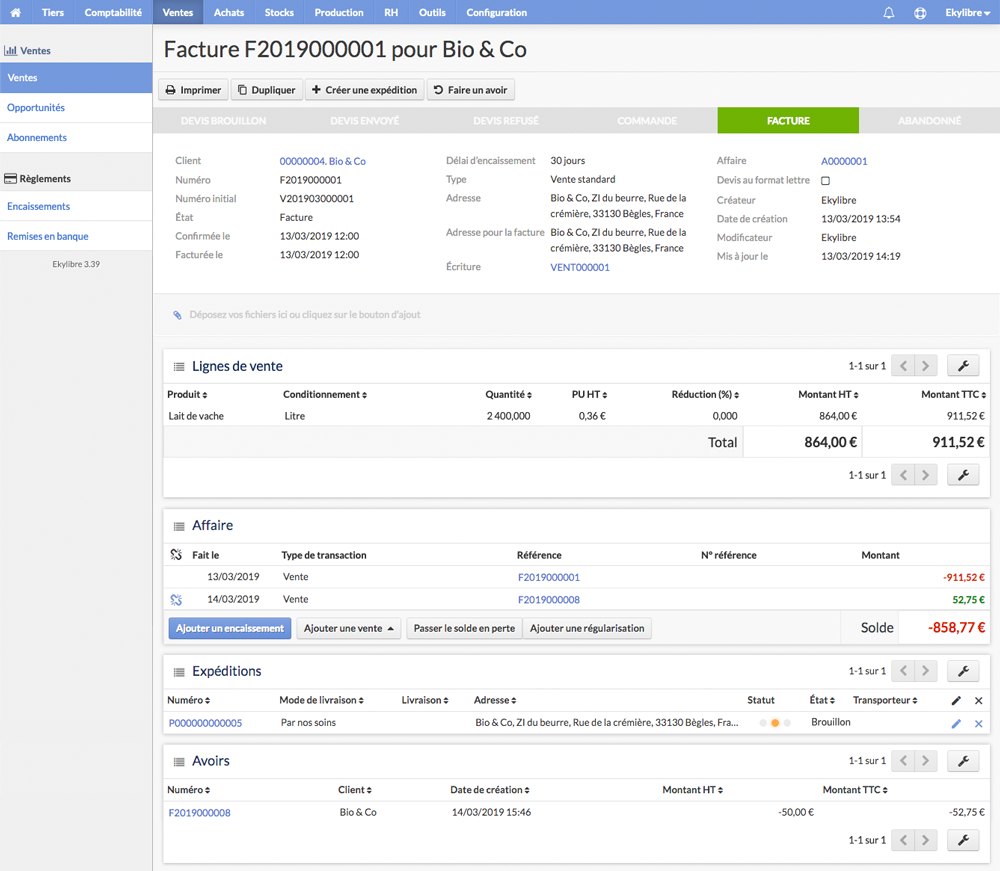 Tiers Comptabilité Ventes Achats Stocks Production RH Outils Configuration Ekylibre
Ventes
Ventes
Opportunités
Abonnements
Règlements
Encaissements
Remises en banque
Ekylibre 3.39
Facture F2019000001 pour Bio & Co
Imprimer Dupliquer Créer une expédition Faire un avoir
DEVIS BROUILLON DEVIS ENVOYÉ DEVIS REFUSÉ COMMANDE FACTURE ABANDONNÉ
Client 00000004. Bio & Co
Numéro F2019000001
Numéro initial V201903000001
État Facture
Confirmée le 13/03/2019 12:00
Facturée le 13/03/2019 12:00
Délai d'encaissement 30 jours
Type Vente standard
Adresse Bio & Co, ZI du beurre, Rue de la
crémière, 33130 Bègles, France
Adresse pour la facture Bio & Co, ZI du beurre, Rue de la
crémière, 33130 Bègles, France
Écriture VENT000001
Affaire A0000001
Devis au format lettre
Créateur Ekylibre
Date de création 13/03/2019 13:54
Modificateur Ekylibre
Mis à jour le 13/03/2019 14:19
Déposez vos fichiers ici ou cliquez sur le bouton d'ajout
Lignes de vente 1-1 sur 1
Produit Conditionnement Quantité PU HT Réduction (%) Montant HT Montant TTC
Lait de vache Litre 2 400,000 0,36 € 0,000 864,00 € 911,52 €
Total 864,00 € 911,52 €
1-1 sur 1
Affaire
Fait le Type de transaction Référence N° référence Montant
13/03/2019 Vente F2019000001 -911,52 €
14/03/2019 Vente F2019000008 52,75 €
Ajouter un encaissement Ajouter une vente Passer le solde en perte Ajouter une régularisation Solde -858,77 €
Expéditions 1-1 sur 1
Numéro Mode de livraison Livraison Adresse Statut État Transporteur
P000000000005 Par nos soins Bio & Co, ZI du beurre, Rue de la crémière, 33130 Bègles, Fra... Brouillon
Avoirs 1-1 sur 1
Numéro Client Date de création Montant HT Montant TTC
F2019000008 Bio & Co 14/03/2019 15:46 -50,00 € -52,75 €
1-1 sur 1